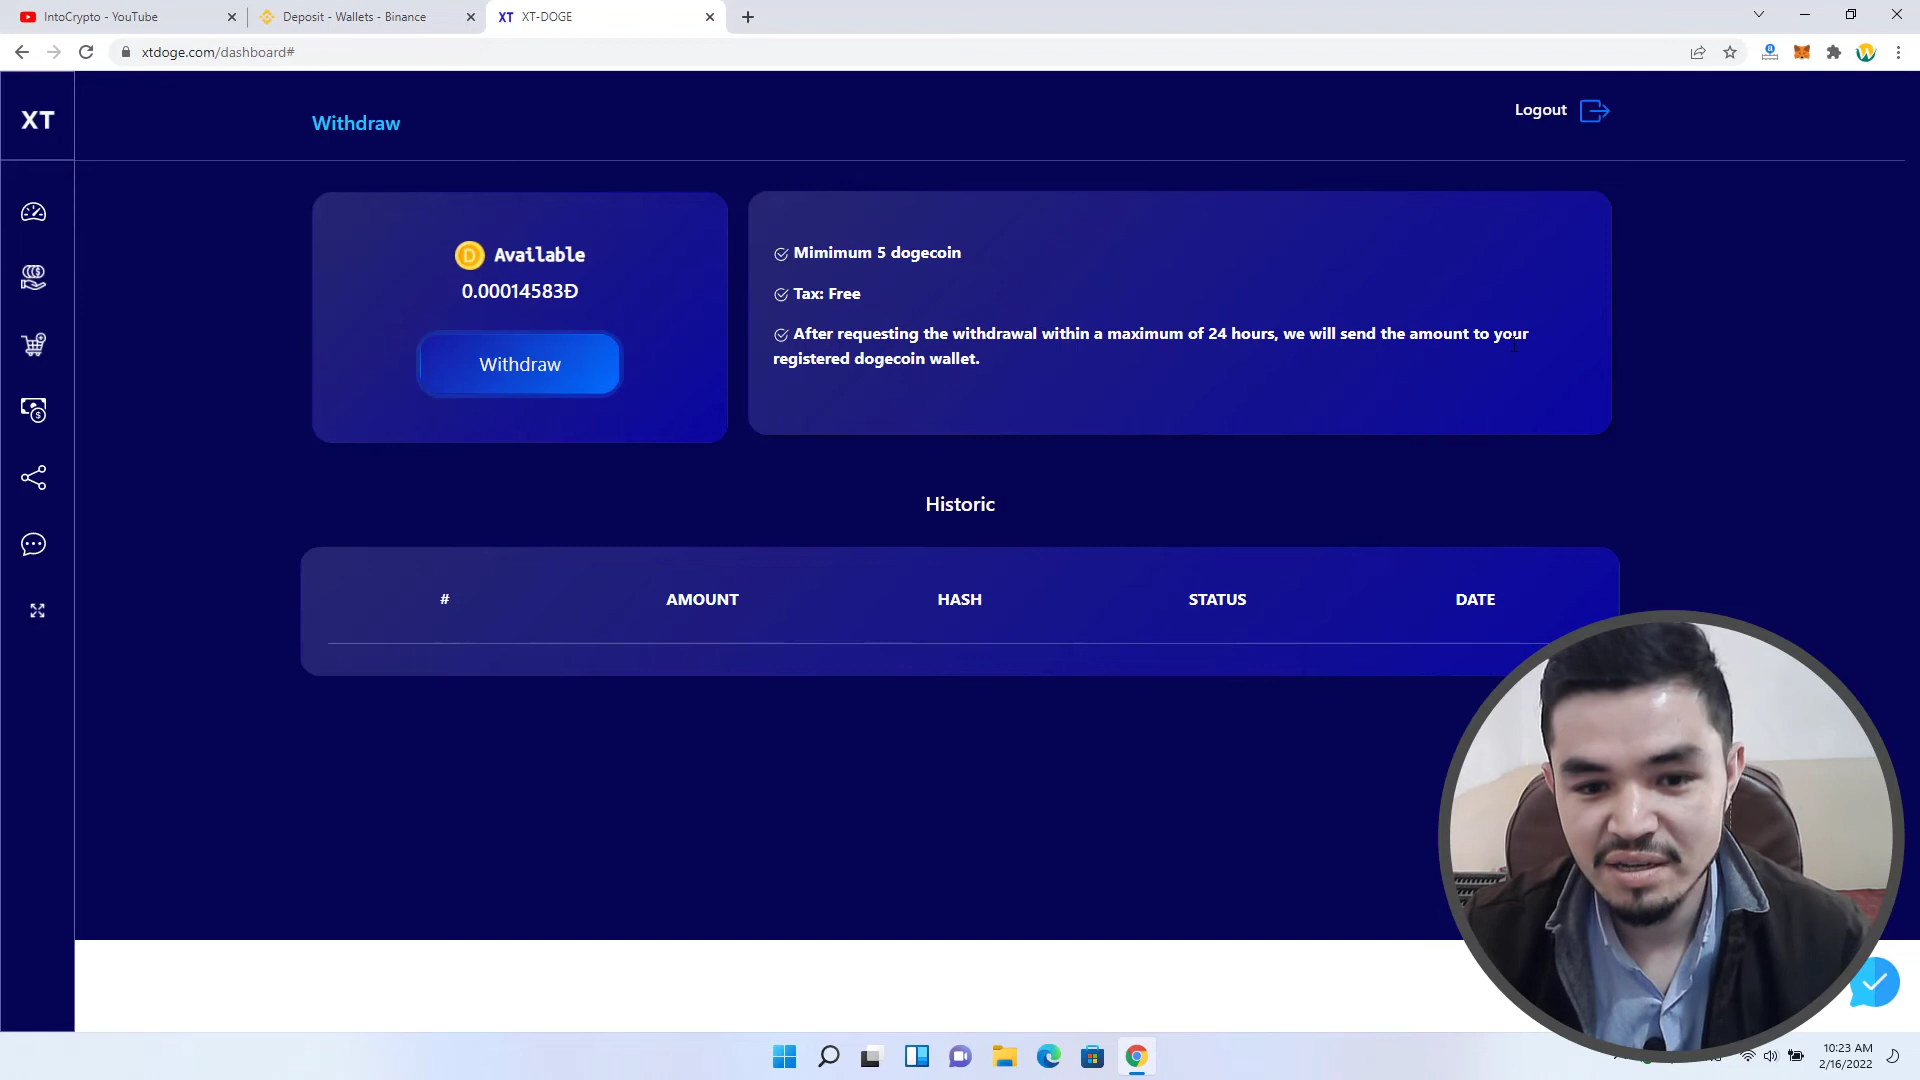 IntoCrypto - YouTube
Deposit - Wallets - Binance
XT XT-DOGE
xtdoge.com/dashboard#
XT
Withdraw
Logout
Available
0.00014583Đ
Withdraw
Mimimum 5 dogecoin
Tax: Free
After requesting the withdrawal within a maximum of 24 hours, we will send the amount to your
registered dogecoin wallet.
Historic
# AMOUNT HASH STATUS DATE
10:23 AM
2/16/2022